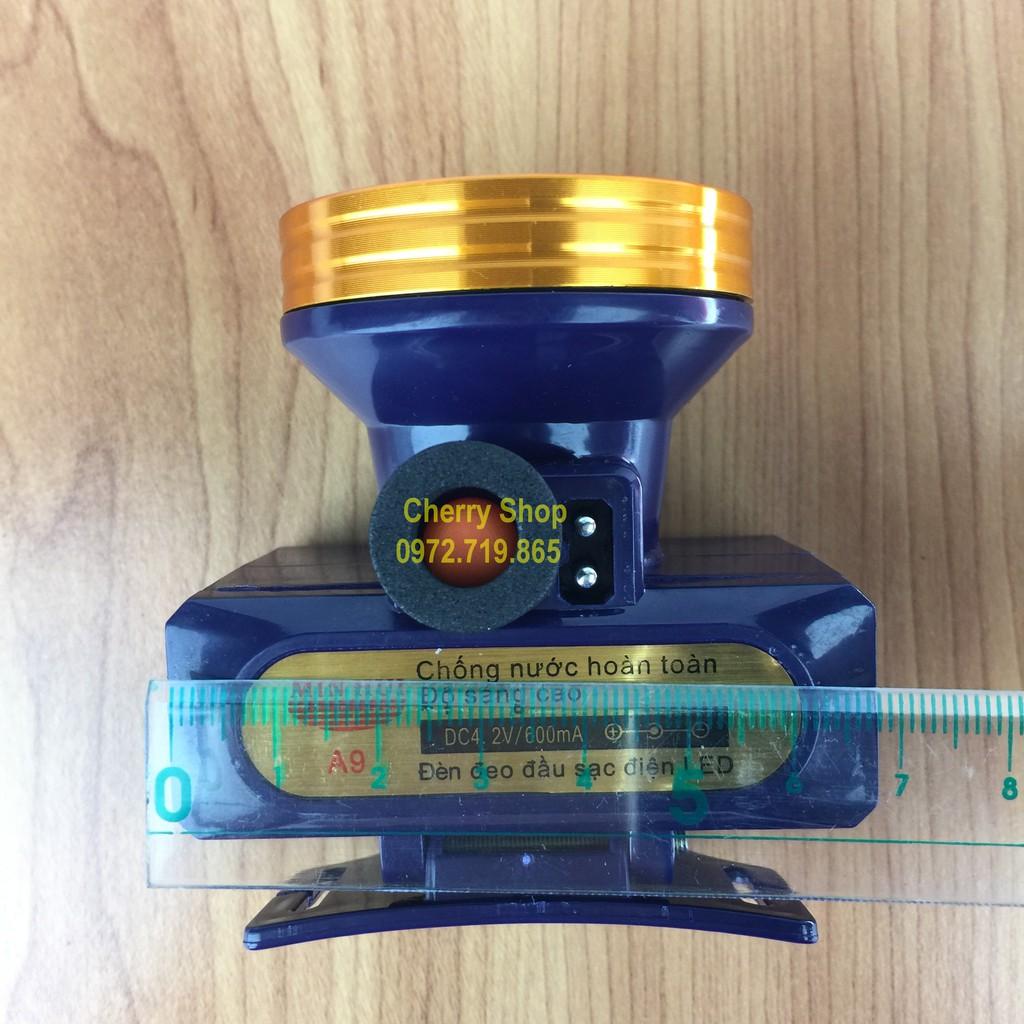 Cherry Shop
0972.719.865
Chống nước hoàn toàn
Độ sáng cao
A9
DC4.2V/600mA
Đèn đeo đầu sạc điện LED
0 1 2 3 4 5 6 7 8